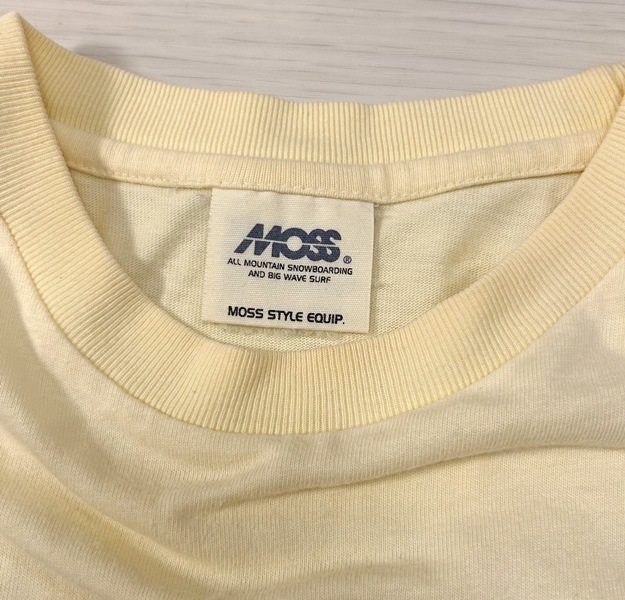 MOSS®
ALL MOUNTAIN SNOWBOARDING
AND BIG WAVE SURF
MOSS STYLE EQUIP.